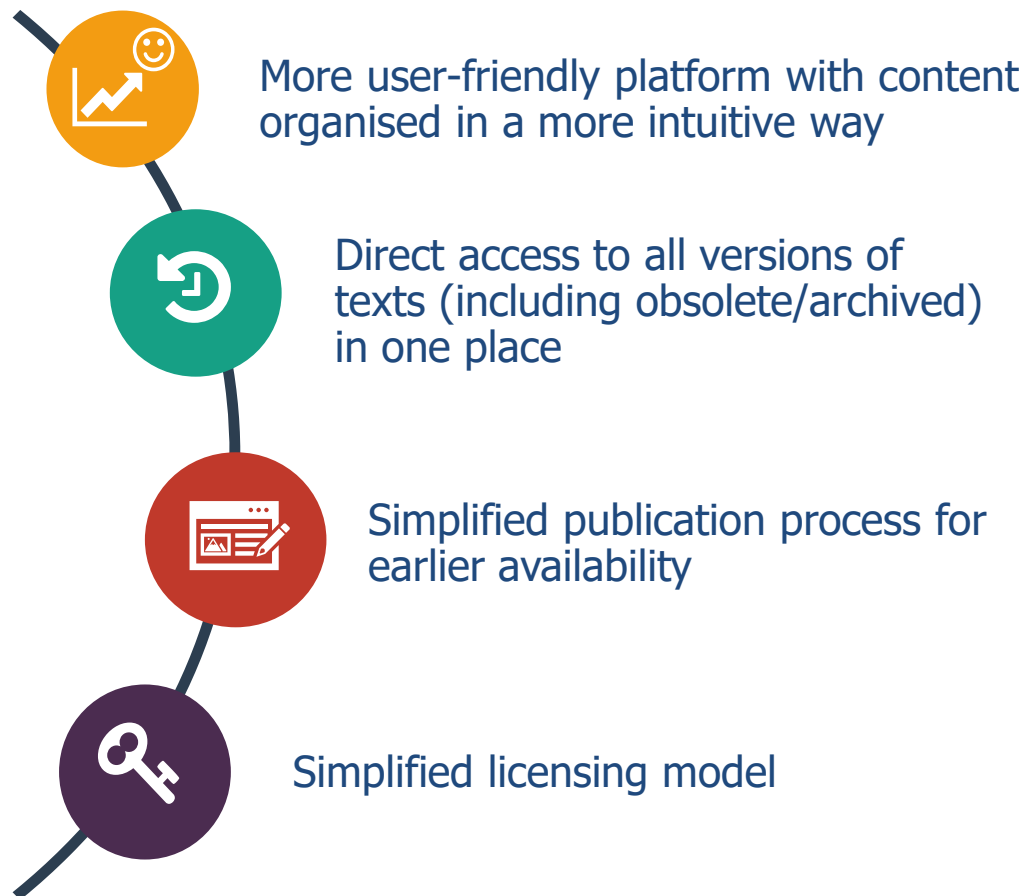 More user-friendly platform with content
organised in a more intuitive way
Direct access to all versions of
texts (including obsolete/archived)
in one place
Simplified publication process for
earlier availability
Simplified licensing model